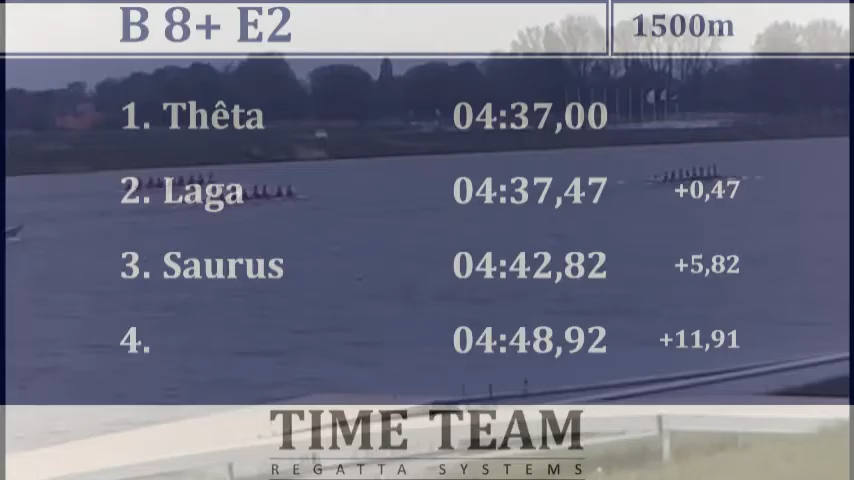 B 8+ E2 1500m
1. Thêta 04:37,00
2. Laga 04:37,47 +0,47
3. Saurus 04:42,82 +5,82
4. 04:48,92 +11,91
TIME TEAM
REGATTA SYSTEMS